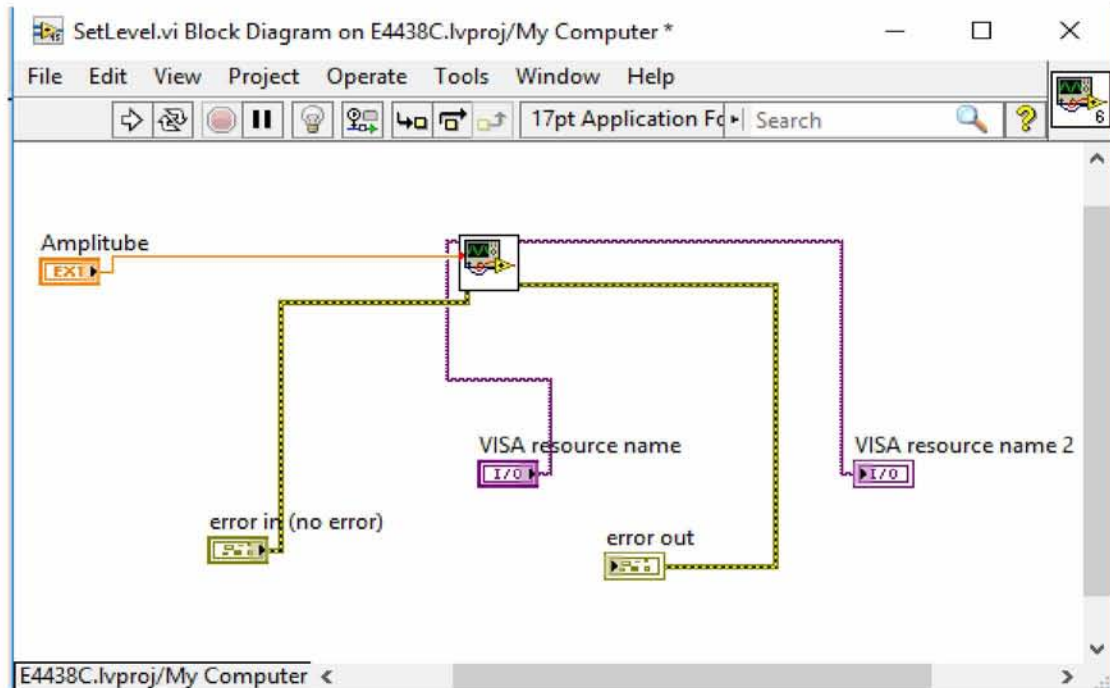 SetLevel.vi Block Diagram on E4438C.lvproj/My Computer *
File Edit View Project Operate Tools Window Help
17pt Application Fo
Search
6
Amplitube
EXT
VISA resource name
I/O
VISA resource name 2
I/O
error in (no error)
error out
E4438C.lvproj/My Computer